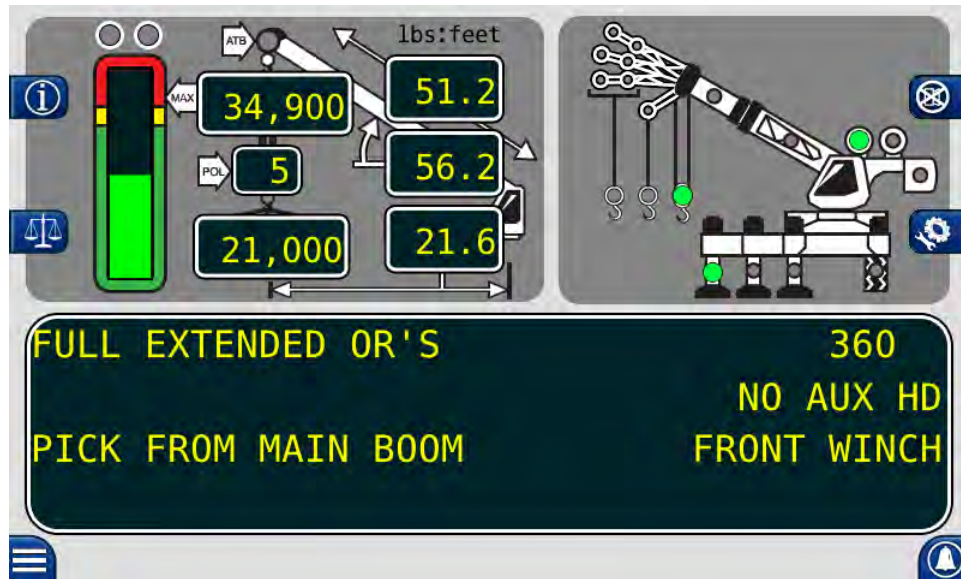 lbs:feet
ATB
MAX
34,900
51.2
POL
5
56.2
21,000
21.6
FULL EXTENDED OR'S 360
NO AUX HD
PICK FROM MAIN BOOM FRONT WINCH